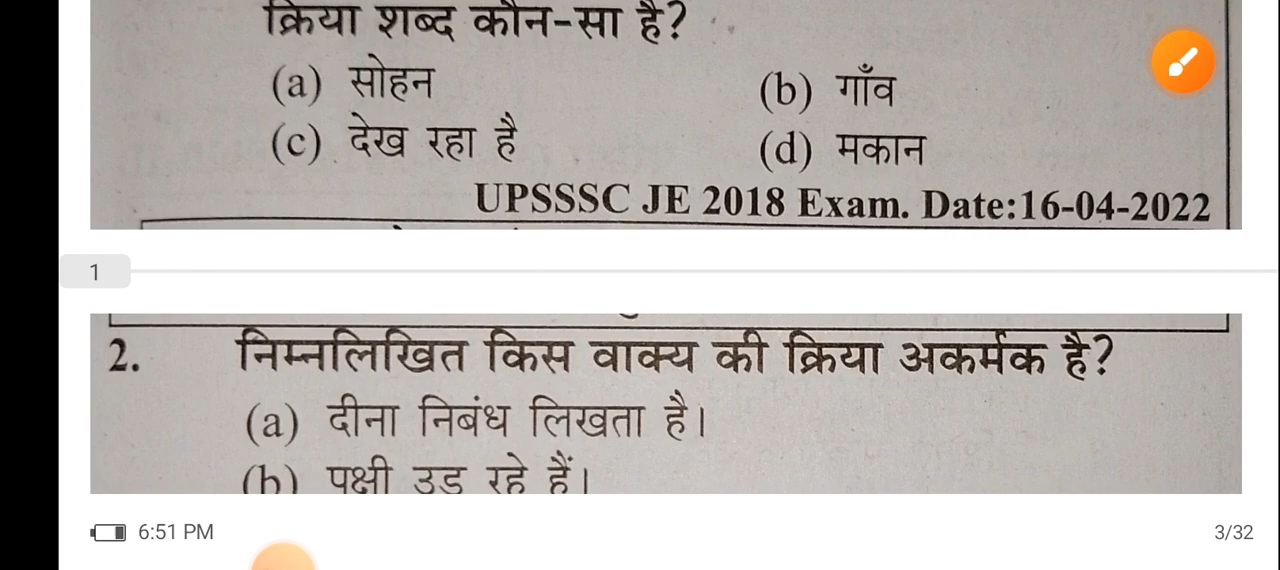 क्रिया शब्द कौन-सा है?
(a) सोहन (b) गाँव
(c) देख रहा है (d) मकान
UPSSSC JE 2018 Exam. Date:16-04-2022
1
2. निम्नलिखित किस वाक्य की क्रिया अकर्मक है?
(a) दीना निबंध लिखता है।
(b) पक्षी उड रहे हैं।
6:51 PM 3/32